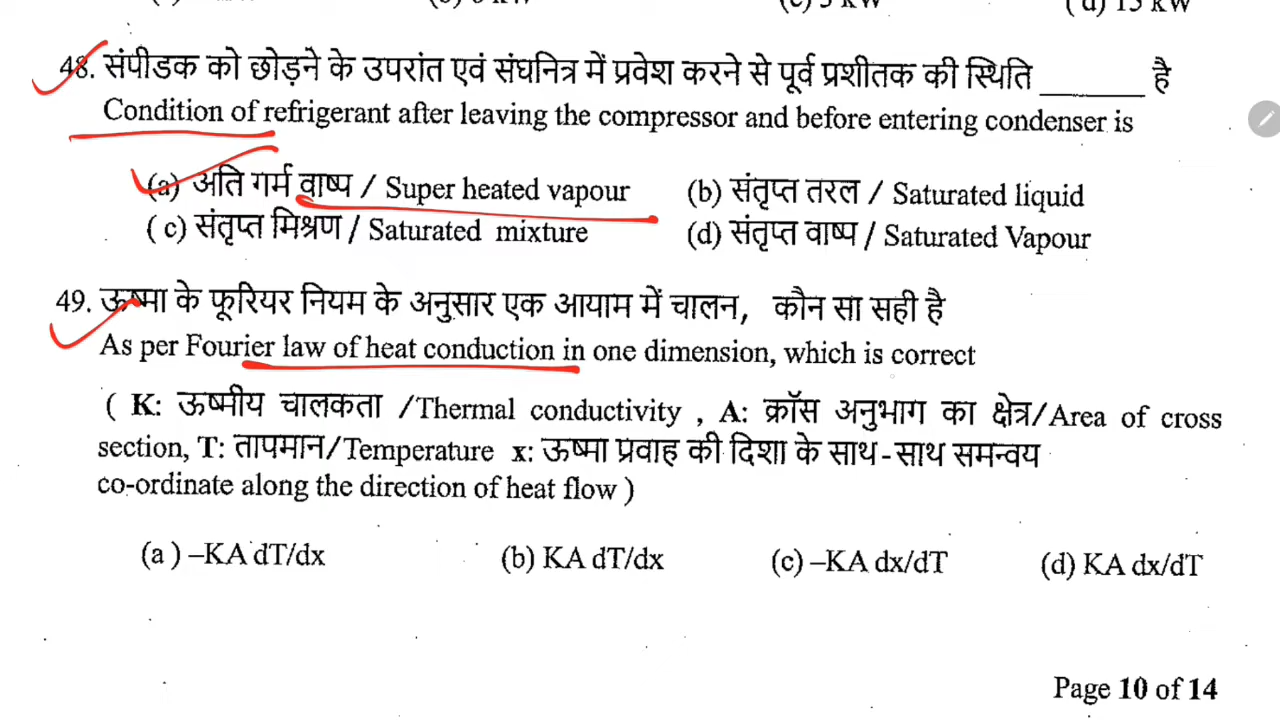 (d) 15 kW
48. संपीडक को छोड़ने के उपरांत एवं संघनित्र में प्रवेश करने से पूर्व प्रशीतक की स्थिति ______ है
Condition of refrigerant after leaving the compressor and before entering condenser is
(a) अति गर्म वाष्प / Super heated vapour (b) संतृप्त तरल / Saturated liquid
( c) संतृप्त मिश्रण / Saturated mixture (d) संतृप्त वाष्प / Saturated Vapour
49. ऊष्मा के फूरियर नियम के अनुसार एक आयाम में चालन, कौन सा सही है
As per Fourier law of heat conduction in one dimension, which is correct
( K: ऊष्मीय चालकता /Thermal conductivity , A: क्रॉस अनुभाग का क्षेत्र/Area of cross
section, T: तापमान/Temperature x: ऊष्मा प्रवाह की दिशा के साथ-साथ समन्वय
co-ordinate along the direction of heat flow )
(a ) –KA dT/dx (b) KA dT/dx (c) –KA dx/dT (d) KA dx/dT
Page 10 of 14